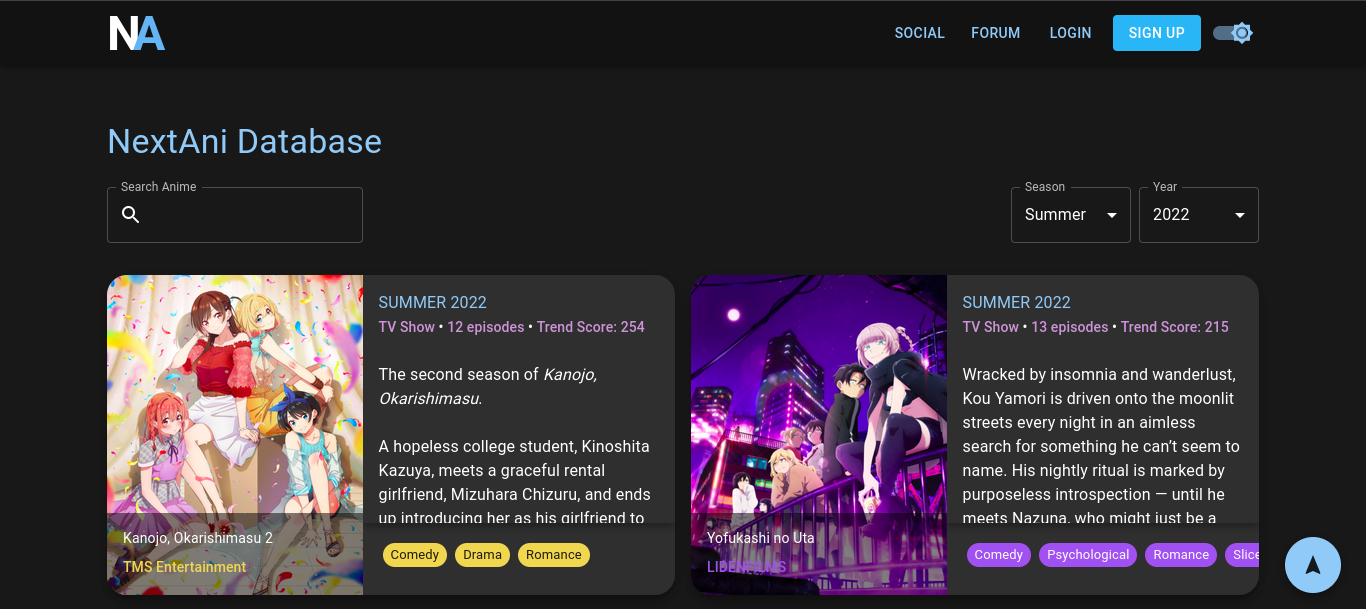 NA
SOCIAL FORUM LOGIN SIGN UP
NextAni Database
Search Anime
Season
Summer
Year
2022
SUMMER 2022
TV Show • 12 episodes • Trend Score: 254
The second season of Kanojo,
Okarishimasu.
A hopeless college student, Kinoshita
Kazuya, meets a graceful rental
girlfriend, Mizuhara Chizuru, and ends
up introducing her as his girlfriend to
Kanojo, Okarishimasu 2
TMS Entertainment
Comedy Drama Romance
SUMMER 2022
TV Show • 13 episodes • Trend Score: 215
Wracked by insomnia and wanderlust,
Kou Yamori is driven onto the moonlit
streets every night in an aimless
search for something he can’t seem to
name. His nightly ritual is marked by
purposeless introspection — until he
meets Nazuna, who might just be a
Yofukashi no Uta
LIDENFILMS
Comedy Psychological Romance Slice